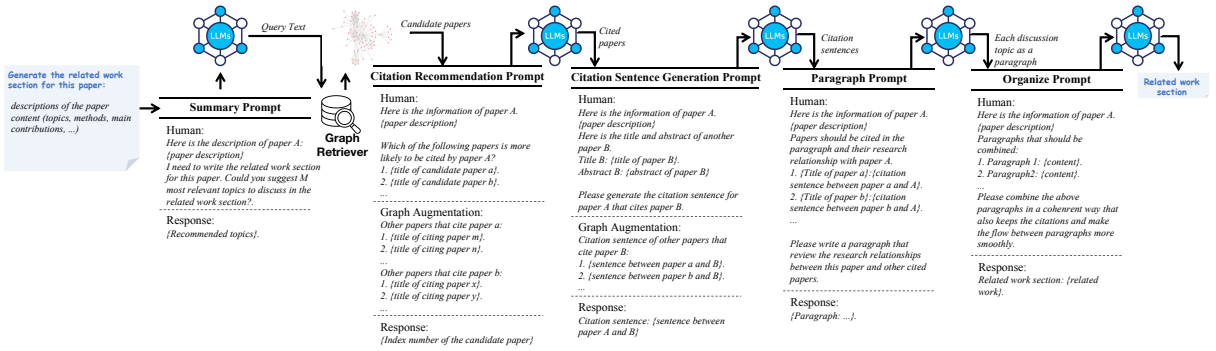 Generate the related work
section for this paper:
descriptions of the paper
content (topics, methods, main
contributions, ...)
LLMs
Query Text
Summary Prompt
Human:
Here is the description of paper A:
{paper description}
I need to write the related work section
for this paper. Could you suggest M
most relevant topics to discuss in the
related work section?.
Response:
{Recommended topics}.
Graph
Retriever
Candidate papers
Citation Recommendation Prompt
Human:
Here is the information of paper A.
{paper description}
Which of the following papers is more
likely to be cited by paper A?
1. {title of candidate paper a}.
2. {title of candidate paper b}.
...
Graph Augmentation:
Other papers that cite paper a:
1. {title of citing paper m}.
2. {title of citing paper n}.
...
Other papers that cite paper b:
1. {title of citing paper x}.
2. {title of citing paper y}.
...
Response:
{Index number of the candidate paper}
LLMs
Cited
papers
Citation Sentence Generation Prompt
Human:
Here is the information of paper A.
{paper description}
Here is the title and abstract of another
paper B.
Title B: {title of paper B}.
Abstract B: {abstract of paper B}
Please generate the citation sentence for
paper A that cites paper B.
Graph Augmentation:
Citation sentence of other papers that
cite paper B:
1. {sentence between paper a and B}.
2. {sentence between paper b and B}.
...
Response:
Citation sentence: {sentence between
paper A and B}
LLMs
Citation
sentences
Paragraph Prompt
Human:
Here is the information of paper A.
{paper description}
Papers should be cited in the
paragraph and their research
relationship with paper A.
1. {Title of paper a}:{citation
sentence between paper a and A}.
2. {Title of paper b}:{citation
sentence between paper b and A}.
...
Please write a paragraph that
review the research relationships
between this paper and other cited
papers.
Response:
{Paragraph: ...}.
LLMs
Each discussion
topic as a
paragraph
Organize Prompt
Human:
Here is the information of paper A.
{paper description}
Paragraphs that should be
combined:
1. Paragraph 1: {content}.
2. Paragraph2: {content}.
...
Please combine the above
paragraphs in a cohenrent way that
also keeps the citations and make
the flow between paragraphs more
smoothly.
Response:
Related work section: {related
work}.
LLMs
Related work
section